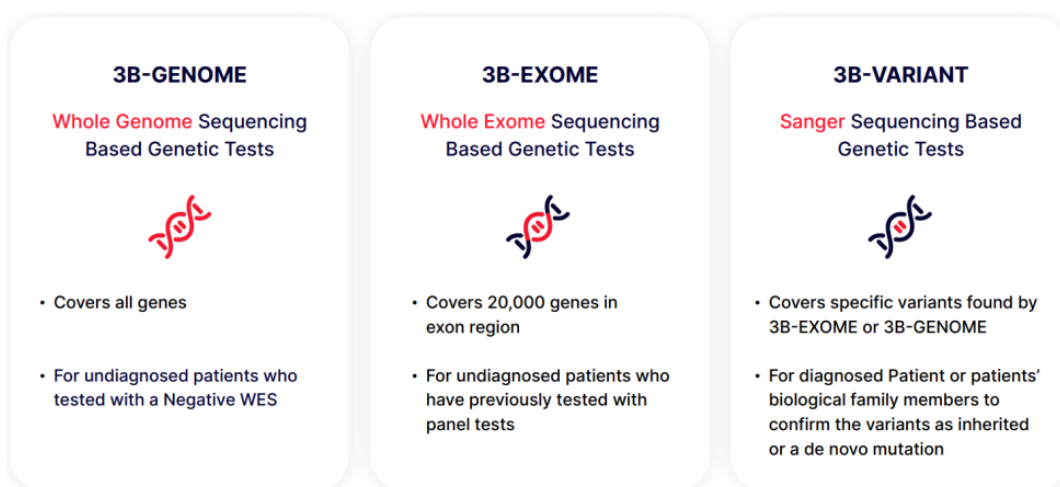 3B-GENOME
Whole Genome Sequencing
Based Genetic Tests
• Covers all genes
• For undiagnosed patients who
tested with a Negative WES
3B-EXOME
Whole Exome Sequencing
Based Genetic Tests
• Covers 20,000 genes in
exon region
• For undiagnosed patients who
have previously tested with
panel tests
3B-VARIANT
Sanger Sequencing Based
Genetic Tests
• Covers specific variants found by
3B-EXOME or 3B-GENOME
• For diagnosed Patient or patients’
biological family members to
confirm the variants as inherited
or a de novo mutation